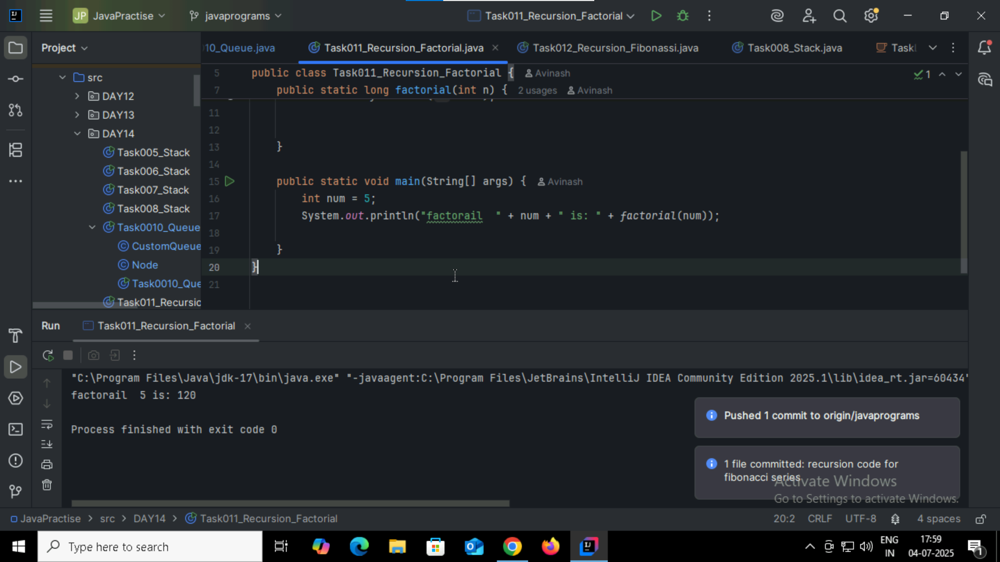 JP JavaPractise javaprograms Task011_Recursion_Factorial
Project
10_Queue.java Task011_Recursion_Factorial.java Task012_Recursion_Fibonassi.java Task008_Stack.java Task
src
DAY12
DAY13
DAY14
Task005_Stack
Task006_Stack
Task007_Stack
Task008_Stack
Task0010_Queue
CustomQueue
Node
Task0010_Que
Task011_Recursic
5 public class Task011_Recursion_Factorial { Avinash
7 public static long factorial(int n) { 2 usages Avinash
1
11
12
13 }
14
15 public static void main(String[] args) { Avinash
16 int num = 5;
17 System.out.println("factorail  " + num + " is: " + factorial(num));
18
19 }
20 }
21
Run Task011_Recursion_Factorial
"C:\Program Files\Java\jdk-17\bin\java.exe" "-javaagent:C:\Program Files\JetBrains\IntelliJ IDEA Community Edition 2025.1\lib\idea_rt.jar=60434"
factorail  5 is: 120
Process finished with exit code 0
Pushed 1 commit to origin/javaprograms
1 file committed: recursion code for
fibonacci series
Activate Windows
Go to Settings to activate Windows.
JavaPractise > src > DAY14 > Task011_Recursion_Factorial
20:2 CRLF UTF-8 4 spaces
Type here to search
ENG
IN
17:59
04-07-2025
1